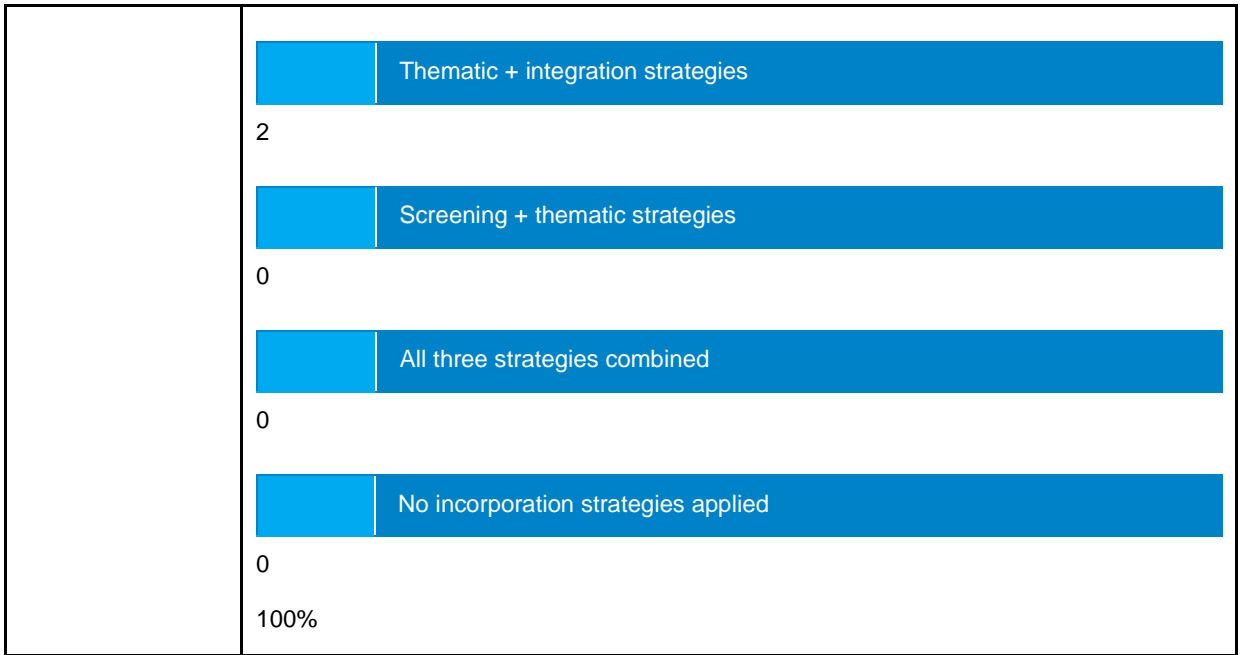 Thematic + integration strategies
2
Screening + thematic strategies
0
All three strategies combined
0
No incorporation strategies applied
0
100%